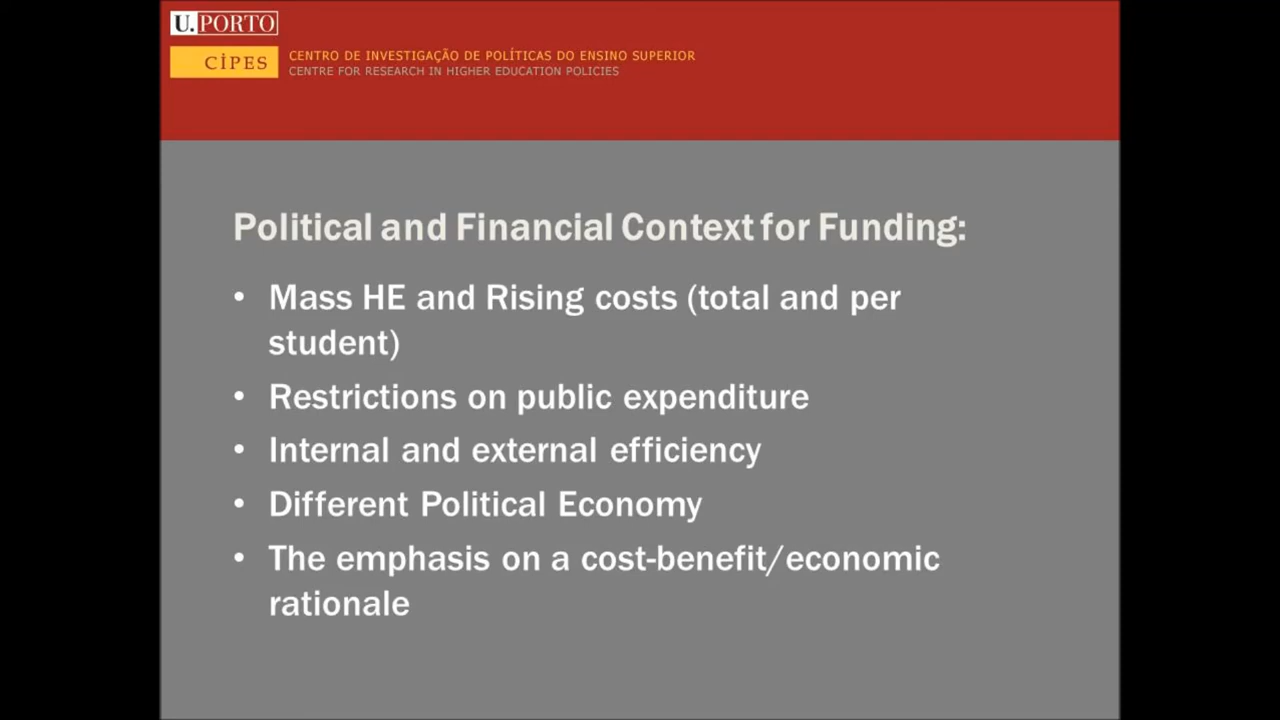 U.PORTO
CİPES
CENTRO DE INVESTIGAÇÃO DE POLÍTICAS DO ENSINO SUPERIOR
CENTRE FOR RESEARCH IN HIGHER EDUCATION POLICIES
Political and Financial Context for Funding:
• Mass HE and Rising costs (total and per
student)
• Restrictions on public expenditure
• Internal and external efficiency
• Different Political Economy
• The emphasis on a cost-benefit/economic
rationale